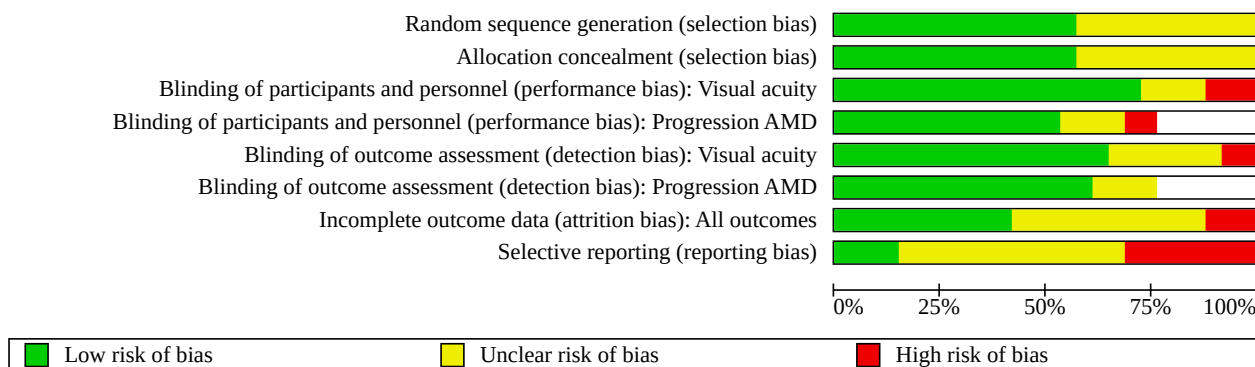 Random sequence generation (selection bias)
Allocation concealment (selection bias)
Blinding of participants and personnel (performance bias): Visual acuity
Blinding of participants and personnel (performance bias): Progression AMD
Blinding of outcome assessment (detection bias): Visual acuity
Blinding of outcome assessment (detection bias): Progression AMD
Incomplete outcome data (attrition bias): All outcomes
Selective reporting (reporting bias)
0% 25% 50% 75% 100%
Low risk of bias Unclear risk of bias High risk of bias